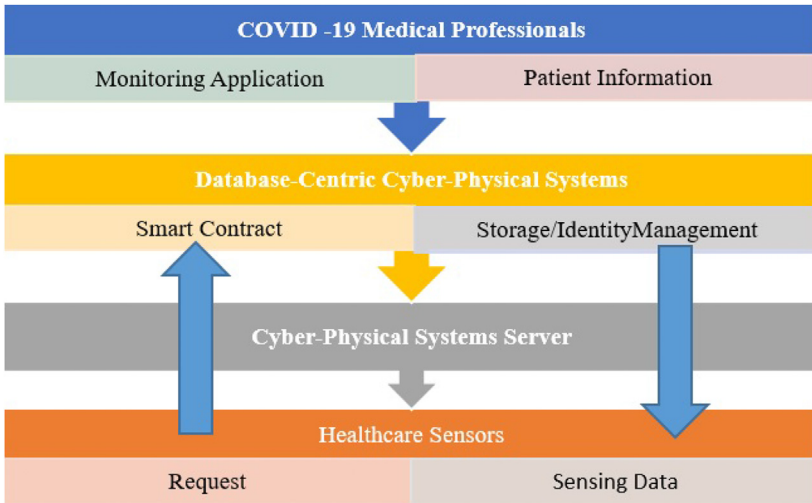 COVID -19 Medical Professionals
Monitoring Application
Patient Information
Database-Centric Cyber-Physical Systems
Smart Contract
Storage/IdentityManagement
Cyber-Physical Systems Server
Healthcare Sensors
Request
Sensing Data